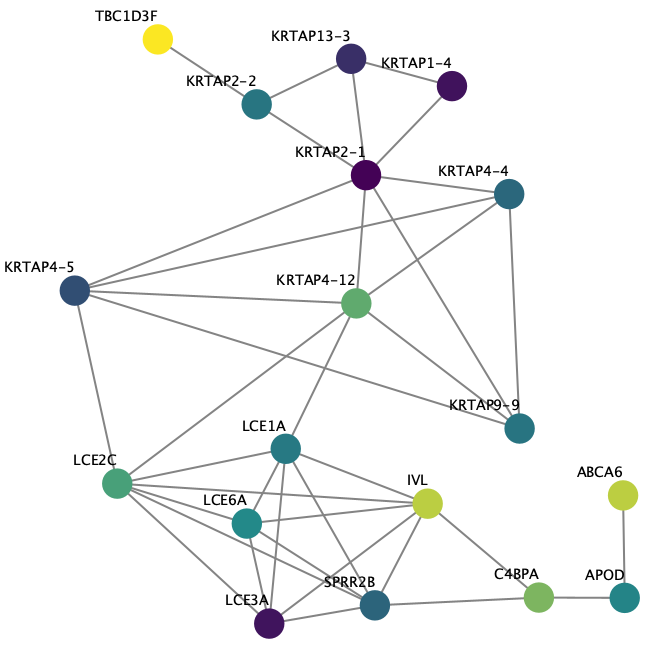 TBC1D3F
KRTAP13-3
KRTAP1-4
KRTAP2-2
KRTAP2-1
KRTAP4-4
KRTAP4-5
KRTAP4-12
KRTAP9-9
LCE1A
LCE2C
IVL
ABCA6
LCE6A
C4BPA
APOD
SPRR2B
LCE3A